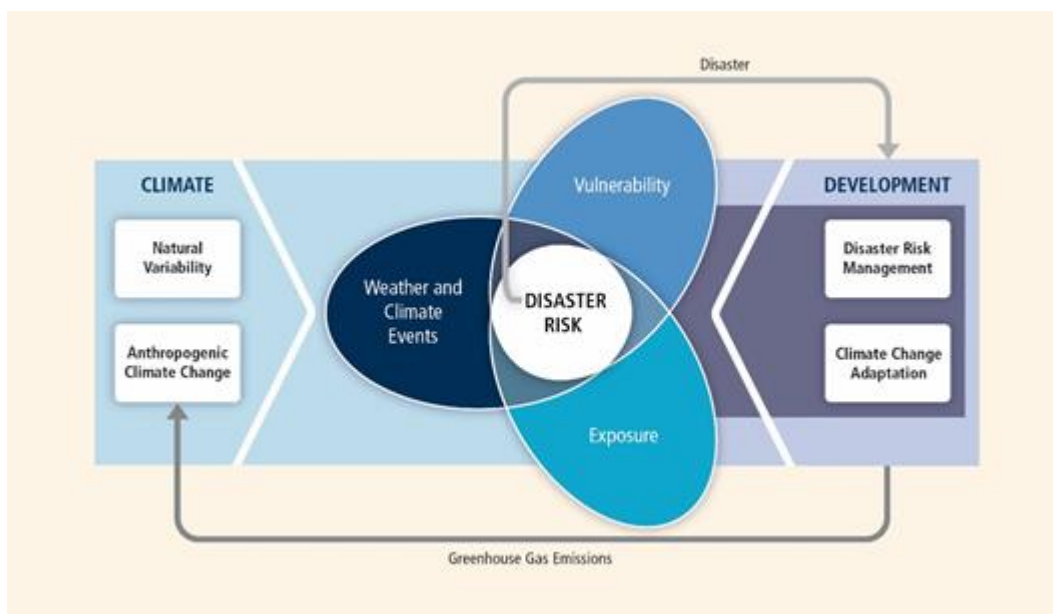 Disaster
CLIMATE
Natural
Variability
Anthropogenic
Climate Change
Weather and
Climate
Events
Vulnerability
DISASTER
RISK
Exposure
DEVELOPMENT
Disaster Risk
Management
Climate Change
Adaptation
Greenhouse Gas Emissions